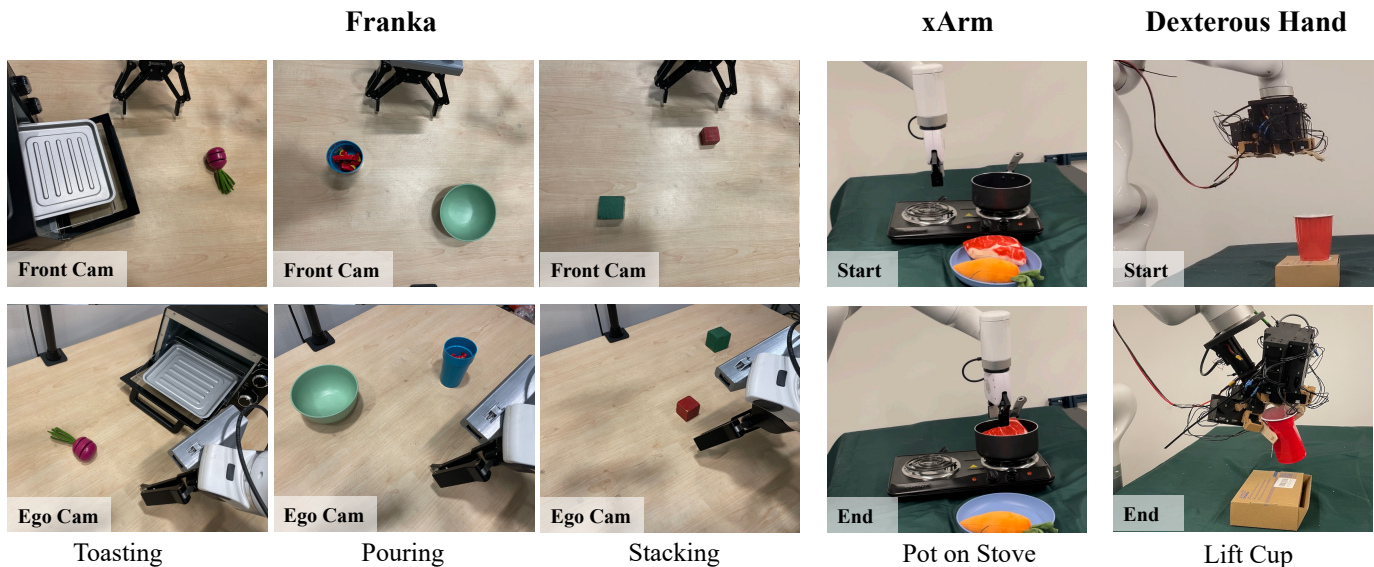 Franka
xArm
Dexterous Hand
Front Cam
Front Cam
Front Cam
Start
Start
Ego Cam
Ego Cam
Ego Cam
End
End
Toasting
Pouring
Stacking
Pot on Stove
Lift Cup